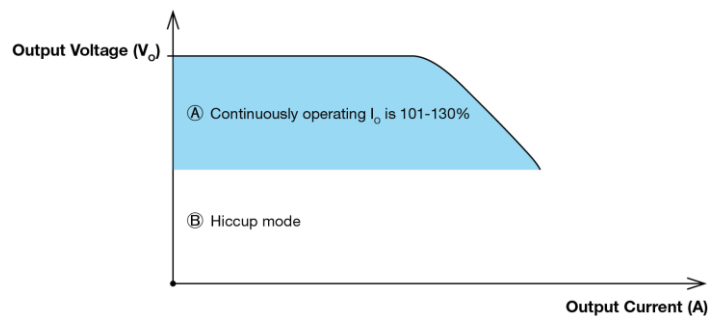 Output Voltage (Vo)
Ⓐ Continuously operating Io is 101-130%
Ⓑ Hiccup mode
Output Current (A)